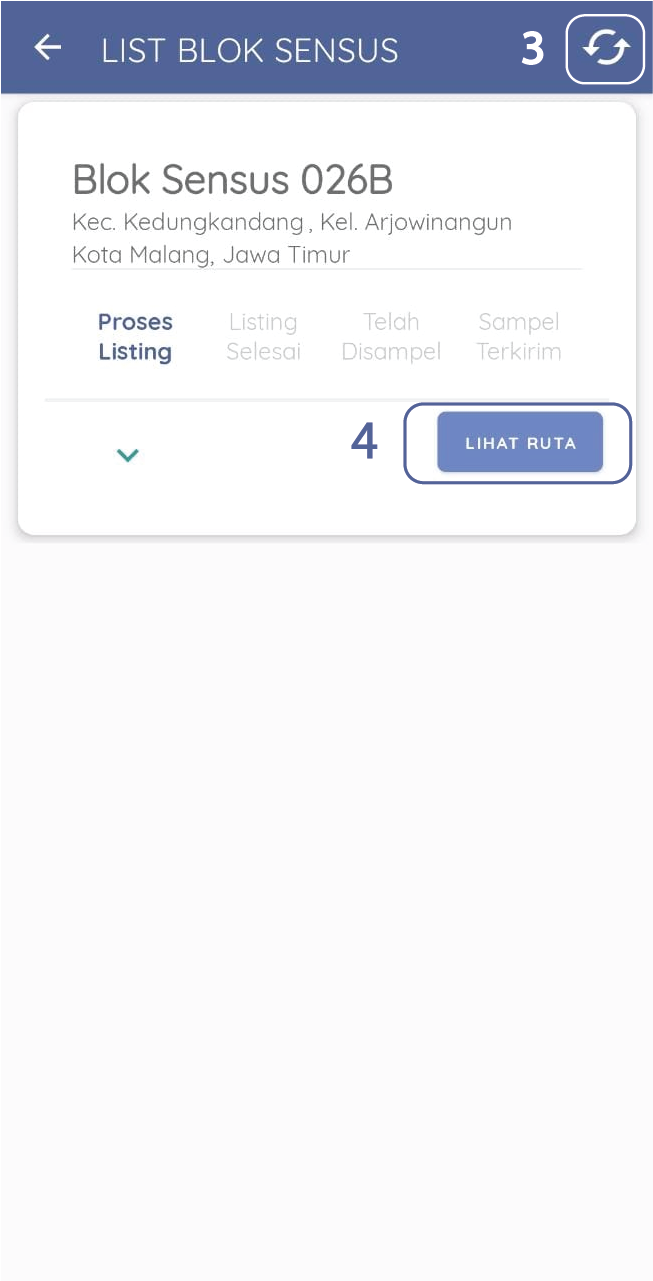 LIST BLOK SENSUS 3
Blok Sensus 026B
Kec. Kedungkandang , Kel. Arjowinangun
Kota Malang, Jawa Timur
Proses Listing
Listing Selesai
Telah Disampel
Sampel Terkirim
4 LIHAT RUTA